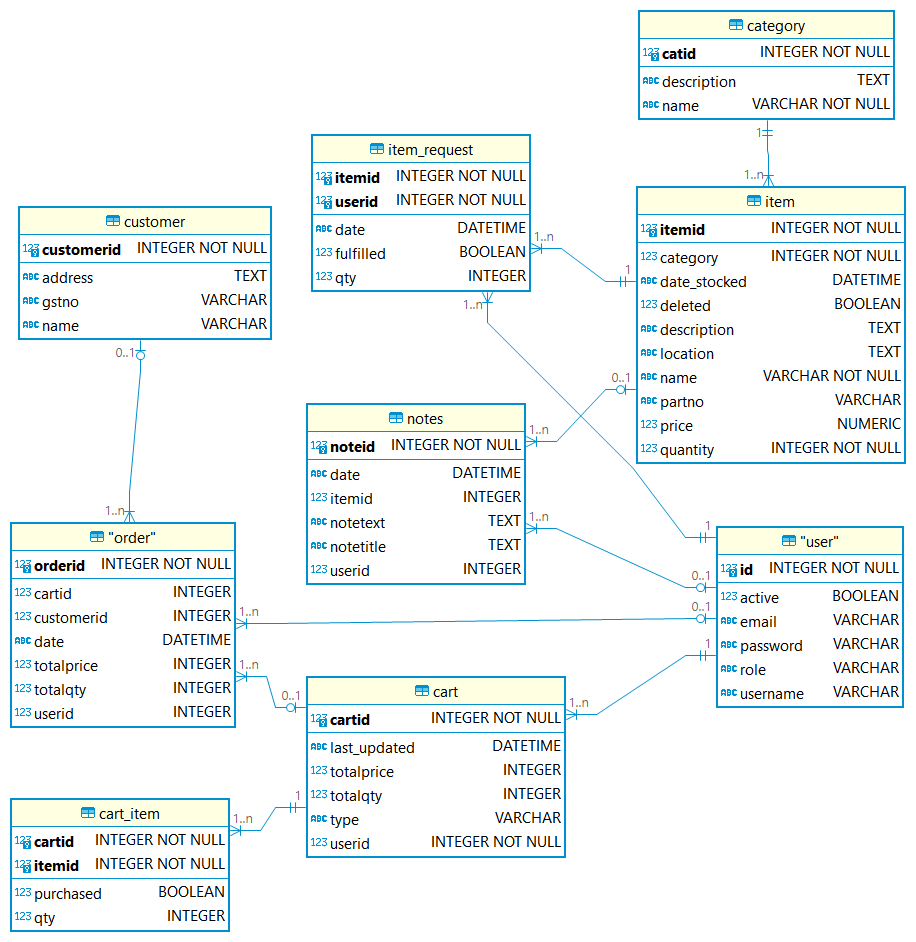 category
123 catid INTEGER NOT NULL
ABC description TEXT
ABC name VARCHAR NOT NULL
1
1..n
item_request
123 itemid INTEGER NOT NULL
123 userid INTEGER NOT NULL
ABC date DATETIME
123 fulfilled BOOLEAN
123 qty INTEGER
1..n
1
1..n
item
123 itemid INTEGER NOT NULL
123 category INTEGER NOT NULL
ABC date_stocked DATETIME
123 deleted BOOLEAN
ABC description TEXT
ABC location TEXT
ABC name VARCHAR NOT NULL
ABC partno VARCHAR
123 price NUMERIC
123 quantity INTEGER NOT NULL
customer
123 customerid INTEGER NOT NULL
ABC address TEXT
ABC gstno VARCHAR
ABC name VARCHAR
0..1
1..n
0..1
1..n
notes
123 noteid INTEGER NOT NULL
ABC date DATETIME
123 itemid INTEGER
ABC notetext TEXT
ABC notetitle TEXT
123 userid INTEGER
1..n
1
0..1
0..1
1
"order"
123 orderid INTEGER NOT NULL
123 cartid INTEGER
123 customerid INTEGER
ABC date DATETIME
123 totalprice INTEGER
123 totalqty INTEGER
123 userid INTEGER
1..n
1..n
0..1
"user"
123 id INTEGER NOT NULL
123 active BOOLEAN
ABC email VARCHAR
ABC password VARCHAR
ABC role VARCHAR
ABC username VARCHAR
cart
123 cartid INTEGER NOT NULL
ABC last_updated DATETIME
123 totalprice INTEGER
123 totalqty INTEGER
ABC type VARCHAR
123 userid INTEGER NOT NULL
1..n
1
1..n
cart_item
123 cartid INTEGER NOT NULL
123 itemid INTEGER NOT NULL
123 purchased BOOLEAN
123 qty INTEGER